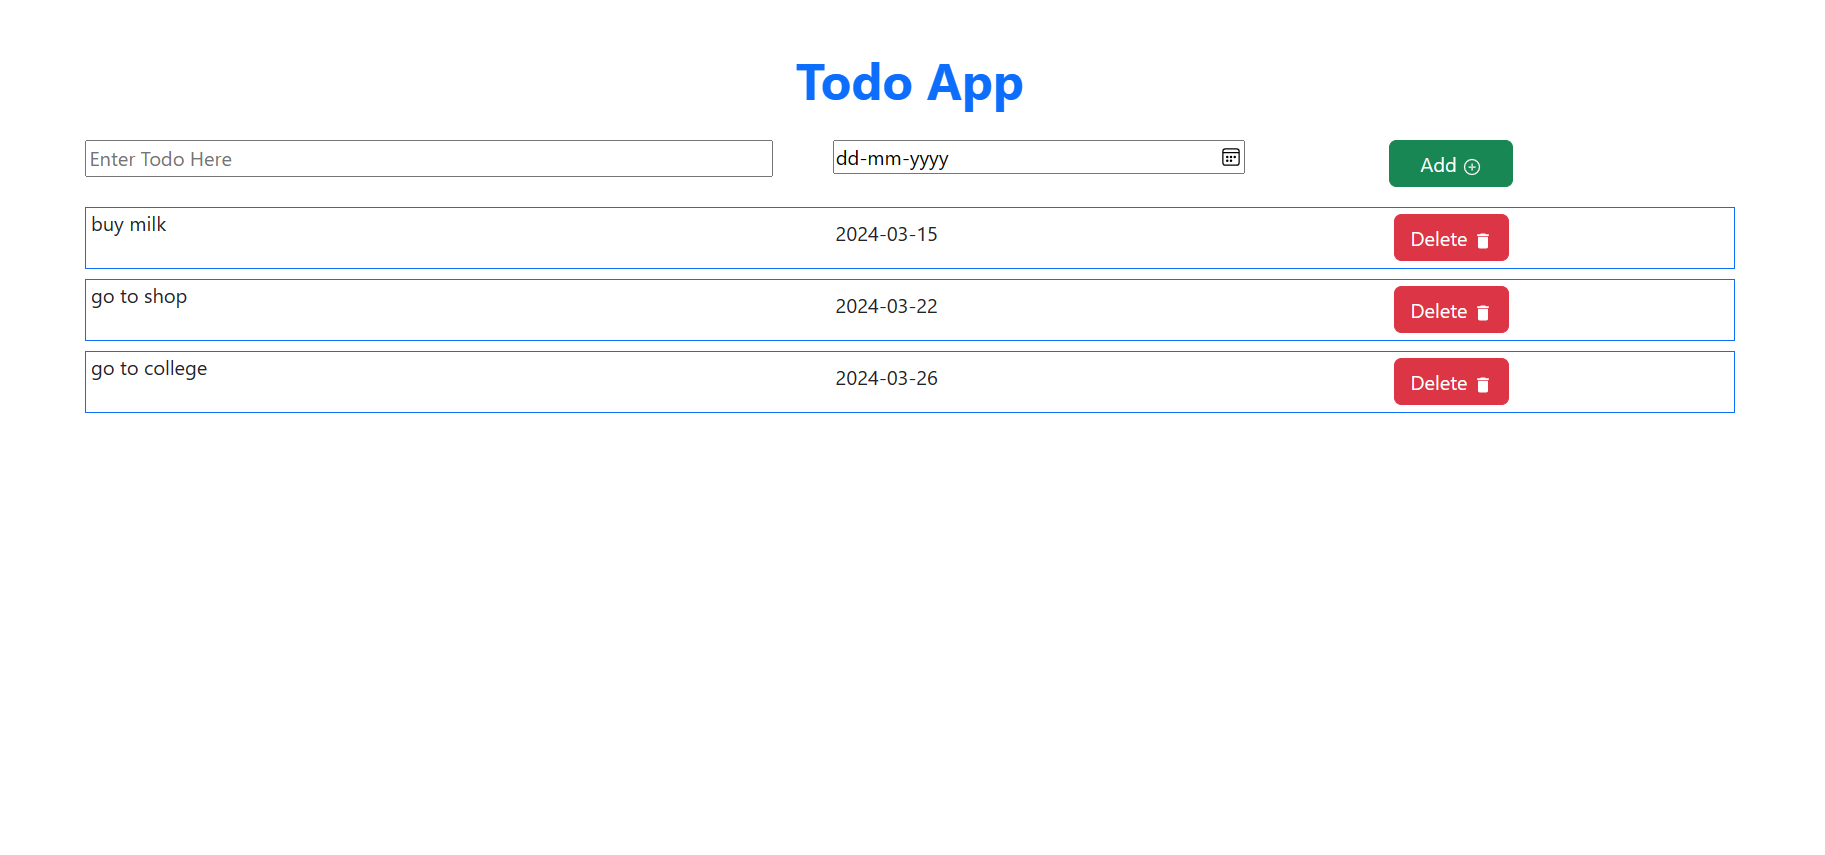 Todo App
Enter Todo Here dd-mm-yyyy Add
buy milk 2024-03-15 Delete
go to shop 2024-03-22 Delete
go to college 2024-03-26 Delete